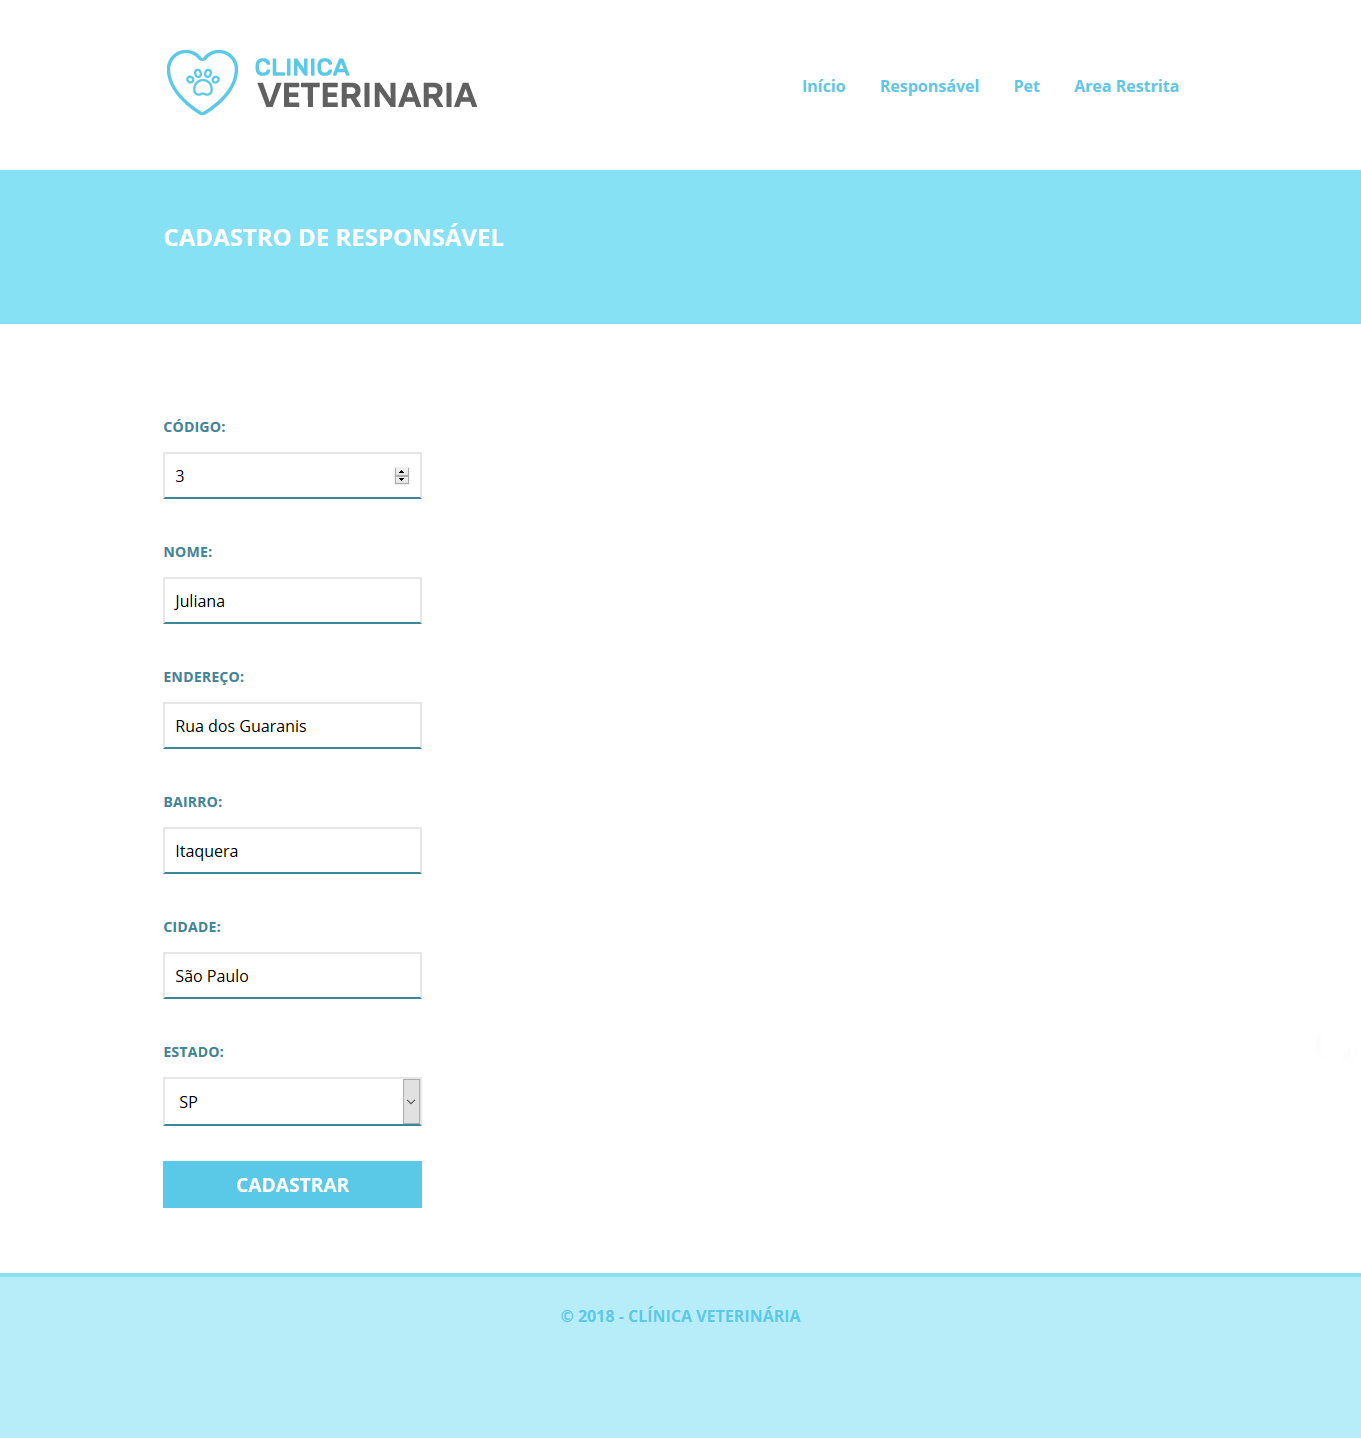 CLINICA
VETERINARIA
Início Responsável Pet Area Restrita
CADASTRO DE RESPONSÁVEL
CÓDIGO:
3
NOME:
Juliana
ENDEREÇO:
Rua dos Guaranis
BAIRRO:
Itaquera
CIDADE:
São Paulo
ESTADO:
SP
CADASTRAR
© 2018 - CLÍNICA VETERINÁRIA